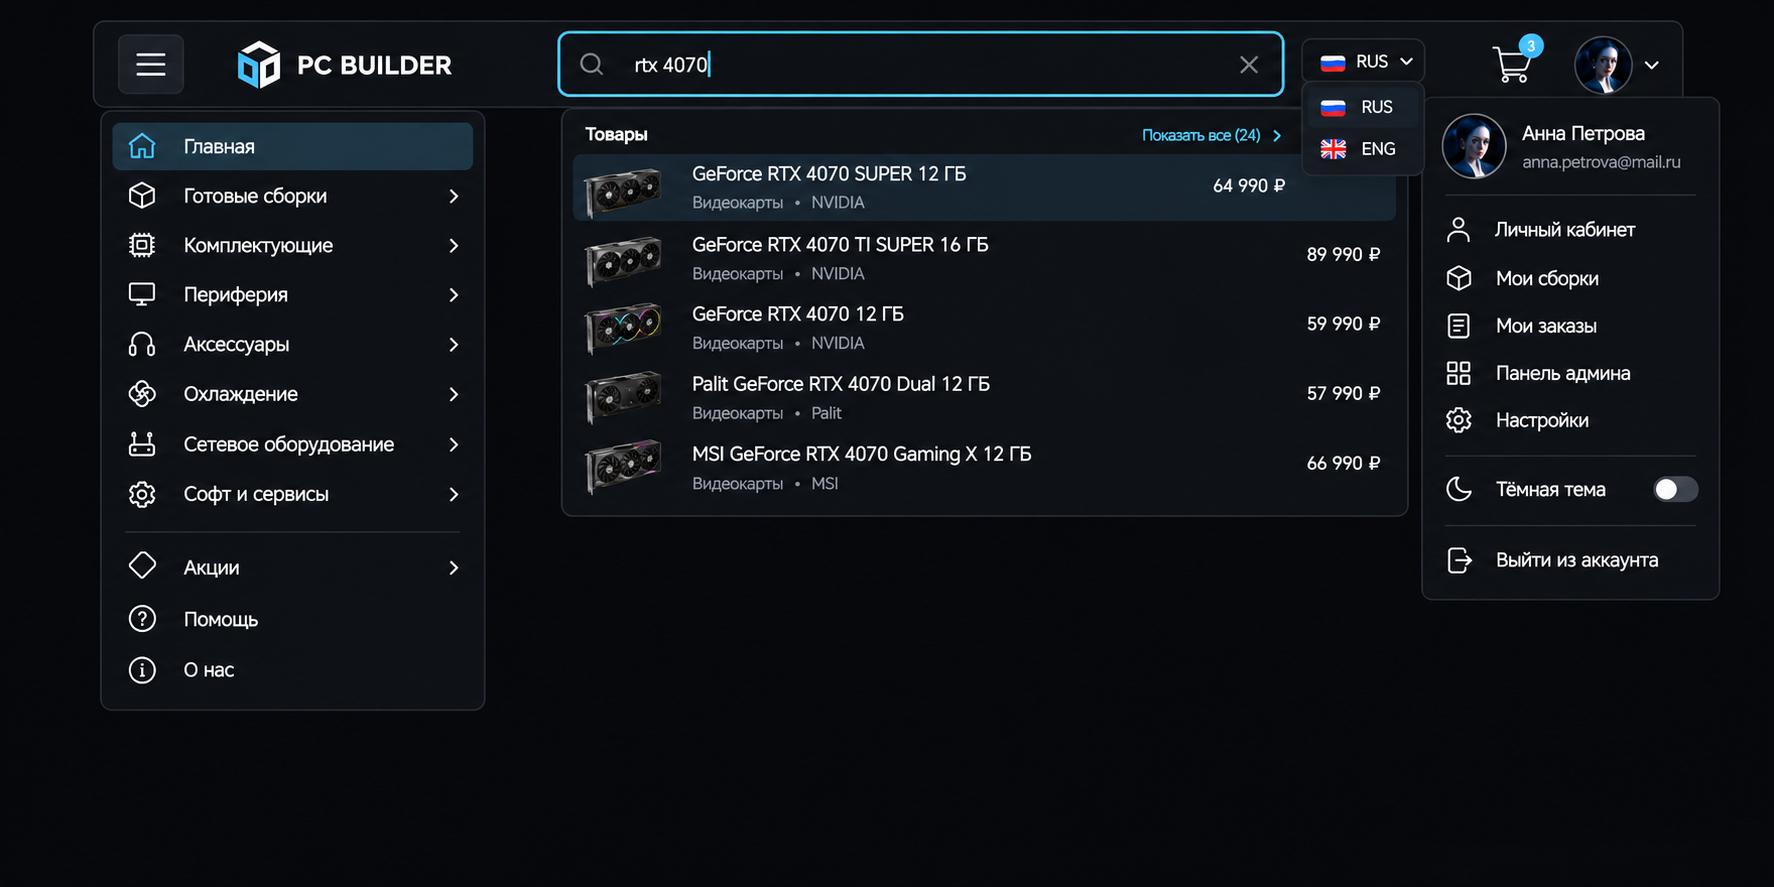 PC BUILDER
rtx 4070
RUS
3
RUS
ENG
Главная
Готовые сборки
Комплектующие
Периферия
Аксессуары
Охлаждение
Сетевое оборудование
Софт и сервисы
Акции
Помощь
О нас
Товары
Показать все (24)
GeForce RTX 4070 SUPER 12 ГБ
Видеокарты • NVIDIA
64 990 ₽
GeForce RTX 4070 TI SUPER 16 ГБ
Видеокарты • NVIDIA
89 990 ₽
GeForce RTX 4070 12 ГБ
Видеокарты • NVIDIA
59 990 ₽
Palit GeForce RTX 4070 Dual 12 ГБ
Видеокарты • Palit
57 990 ₽
MSI GeForce RTX 4070 Gaming X 12 ГБ
Видеокарты • MSI
66 990 ₽
Анна Петрова
anna.petrova@mail.ru
Личный кабинет
Мои сборки
Мои заказы
Панель админа
Настройки
Тёмная тема
Выйти из аккаунта